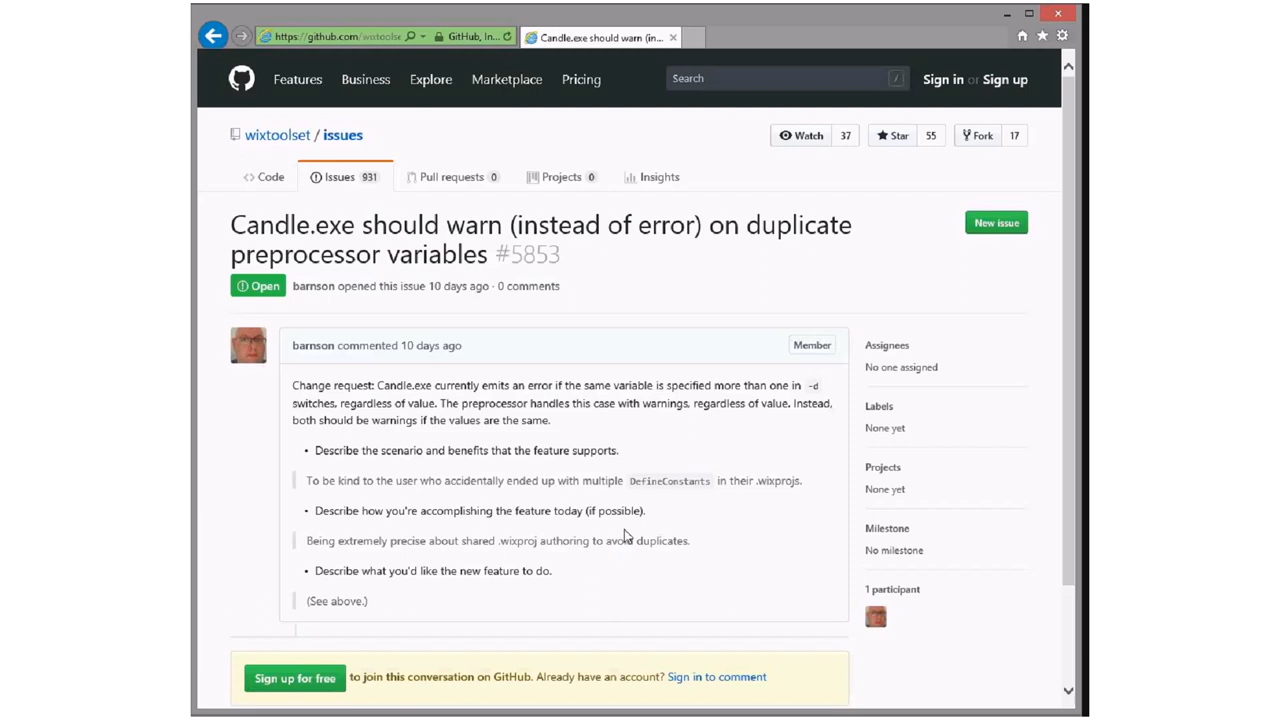 https://github.com/wixtoolse GitHub, In... Candle.exe should warn (in...
Features Business Explore Marketplace Pricing Search / Sign in or Sign up
wixtoolset / issues Watch 37 Star 55 Fork 17
Code Issues 931 Pull requests 0 Projects 0 Insights
Candle.exe should warn (instead of error) on duplicate
preprocessor variables #5853
New issue
Open barnson opened this issue 10 days ago · 0 comments
barnson commented 10 days ago Member
Change request: Candle.exe currently emits an error if the same variable is specified more than one in -d
switches, regardless of value. The preprocessor handles this case with warnings, regardless of value. Instead,
both should be warnings if the values are the same.
• Describe the scenario and benefits that the feature supports.
To be kind to the user who accidentally ended up with multiple DefineConstants in their .wixprojs.
• Describe how you're accomplishing the feature today (if possible).
Being extremely precise about shared .wixproj authoring to avoid duplicates.
• Describe what you'd like the new feature to do.
(See above.)
Assignees
No one assigned
Labels
None yet
Projects
None yet
Milestone
No milestone
1 participant
Sign up for free to join this conversation on GitHub. Already have an account? Sign in to comment